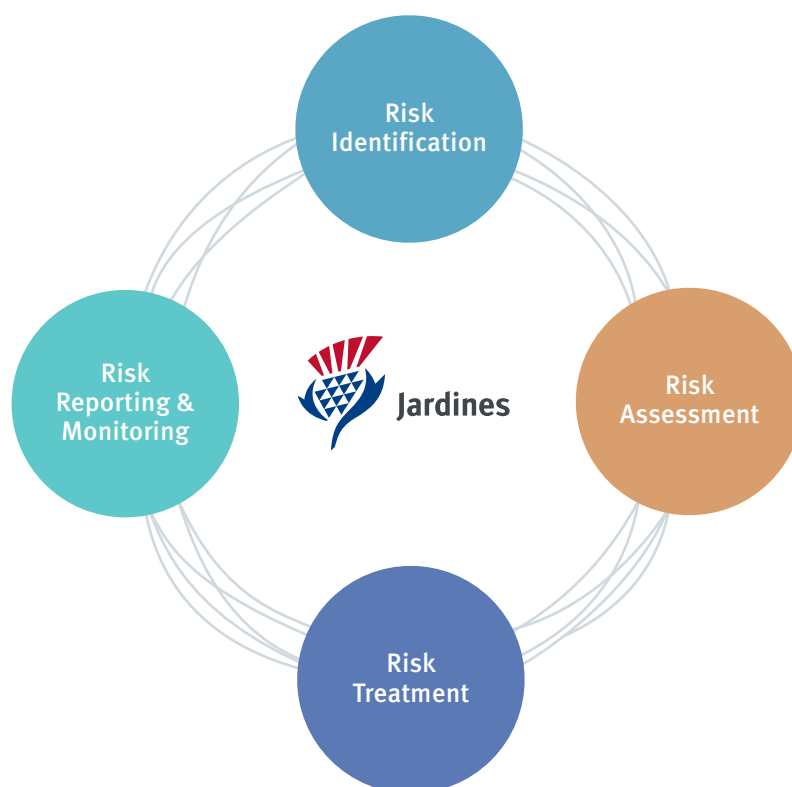 Risk
Identification
Risk
Assessment
Risk
Treatment
Risk
Reporting &
Monitoring
Jardines